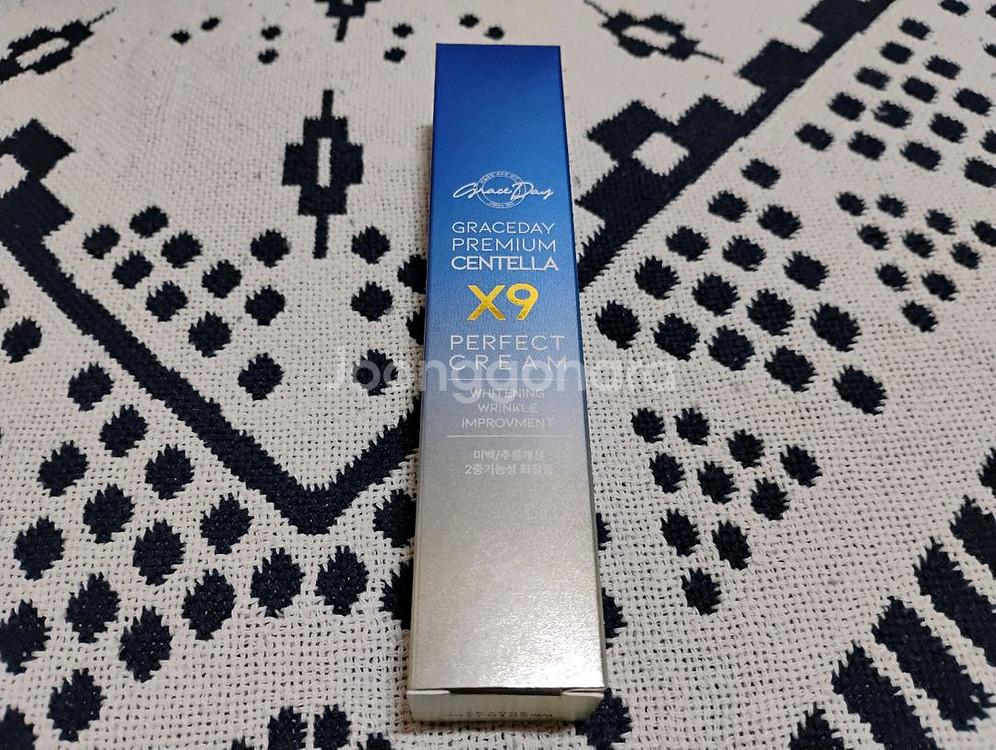 Grace Day
GRACEDAY
PREMIUM
CENTELLA
X9
PERFECT
CREAM
Joonggonara
WHITENING
WRINKLE
IMPROVMENT
미백/주름개선
2중기능성 화장품